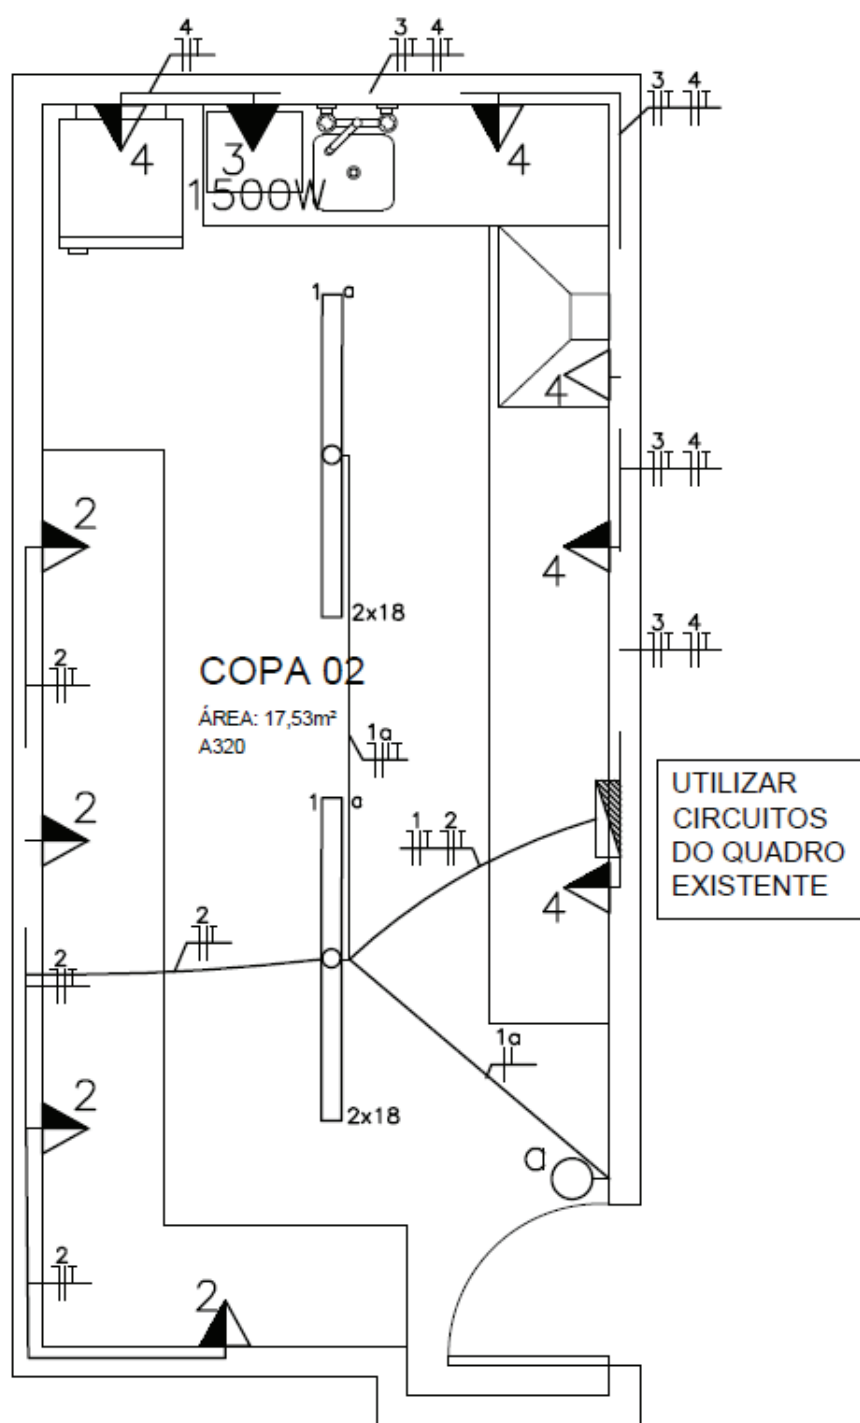 4
3 4
3 4
4
3
4
1500W
1 a
4
3 4
2
4
2x18
3 4
2
COPA 02
ÁREA: 17,53m²
A320
1a
UTILIZAR
CIRCUITOS
DO QUADRO
EXISTENTE
2
1 a
1 2
4
2
2
1a
2
2x18
a
2
2